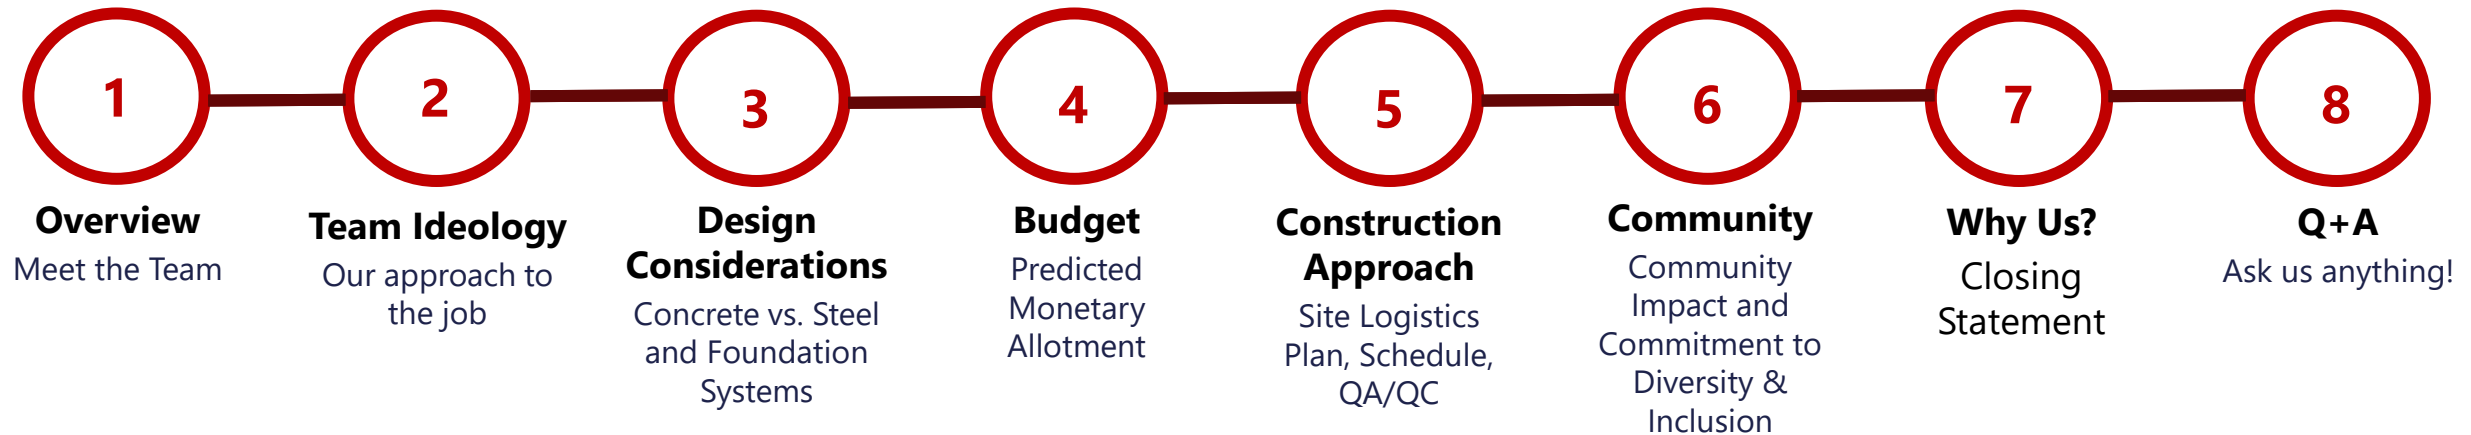 1
Overview
Meet the Team
2
Team Ideology
Our approach to
the job
3
Design
Considerations
Concrete vs. Steel
and Foundation
Systems
4
Budget
Predicted
Monetary
Allotment
5
Construction
Approach
Site Logistics
Plan, Schedule,
QA/QC
6
Community
Community
Impact and
Commitment to
Diversity &
Inclusion
7
Why Us?
Closing
Statement
8
Q+A
Ask us anything!